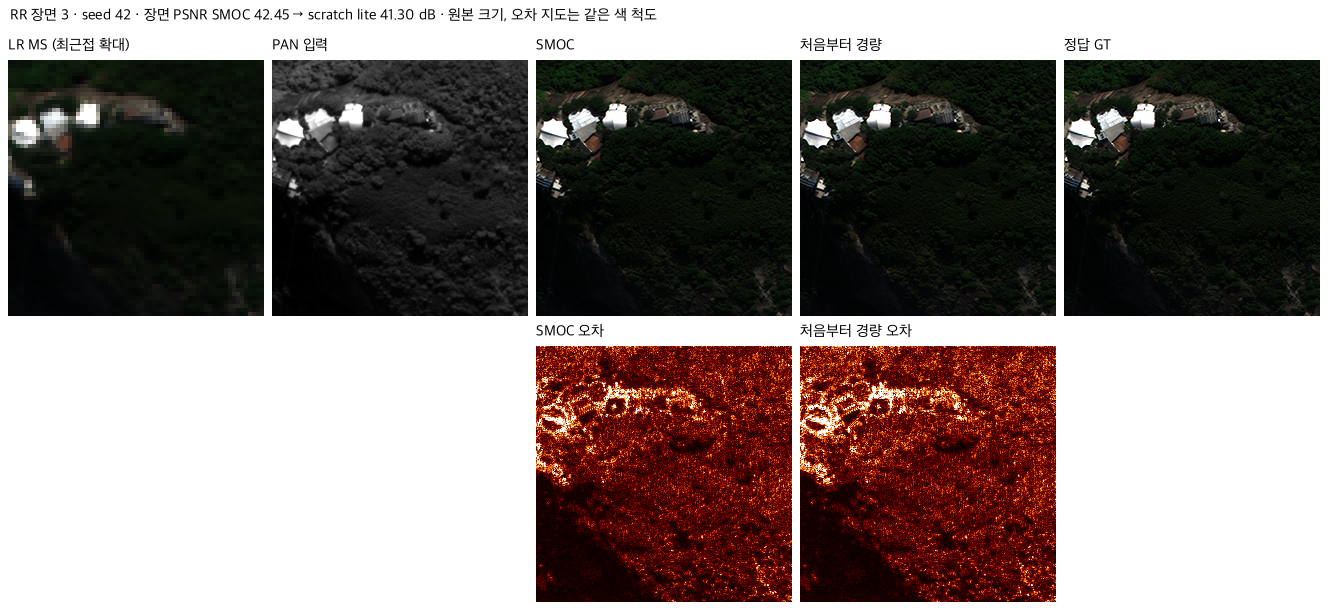 RR 장면 3 · seed 42 · 장면 PSNR SMOC 42.45→ scratch lite 41.30 dB · 원본 크기, 오차 지도는 같은 색 척도
LR MS (최근접 확대)
PAN 입력
SMOC
처음부터 경량
정답 GT
SMOC 오차
처음부터 경량 오차